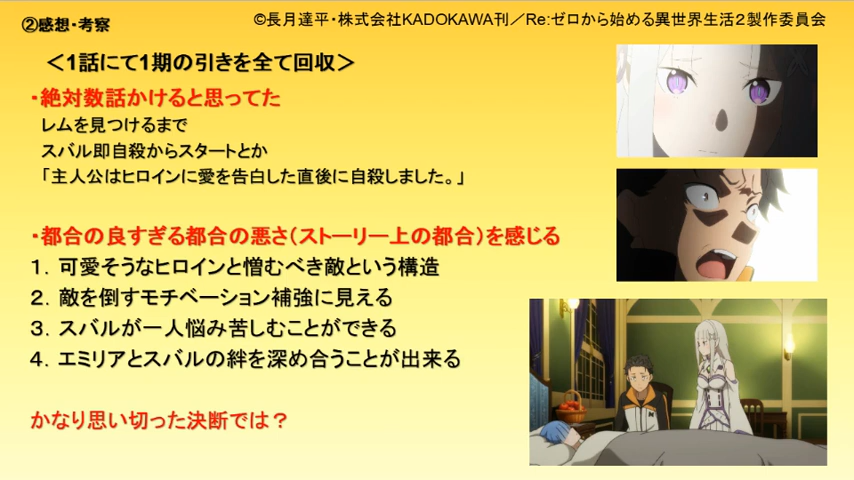 ②感想・考察
©長月達平・株式会社KADOKAWA刊／Re:ゼロから始める異世界生活２製作委員会
＜1話にて1期の引きを全て回収＞
・絶対数話かけると思ってた
レムを見つけるまで
スバル即自殺からスタートとか
「主人公はヒロインに愛を告白した直後に自殺しました。」
・都合の良すぎる都合の悪さ（ストーリー上の都合）を感じる
１．可愛そうなヒロインと憎むべき敵という構造
２．敵を倒すモチベーション補強に見える
３．スバルが一人悩み苦しむことができる
４．エミリアとスバルの絆を深め合うことが出来る
かなり思い切った決断では？